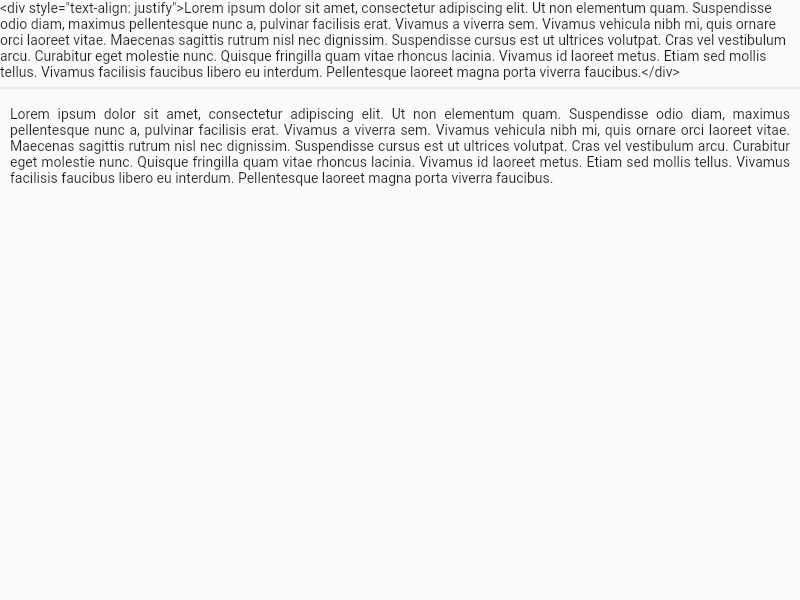 <div style="text-align: justify">Lorem ipsum dolor sit amet, consectetur adipiscing elit. Ut non elementum quam. Suspendisse
odio diam, maximus pellentesque nunc a, pulvinar facilisis erat. Vivamus a viverra sem. Vivamus vehicula nibh mi, quis ornare
orci laoreet vitae. Maecenas sagittis rutrum nisl nec dignissim. Suspendisse cursus est ut ultrices volutpat. Cras vel vestibulum
arcu. Curabitur eget molestie nunc. Quisque fringilla quam vitae rhoncus lacinia. Vivamus id laoreet metus. Etiam sed mollis
tellus. Vivamus facilisis faucibus libero eu interdum. Pellentesque laoreet magna porta viverra faucibus.</div>
Lorem ipsum dolor sit amet, consectetur adipiscing elit. Ut non elementum quam. Suspendisse odio diam, maximus
pellentesque nunc a, pulvinar facilisis erat. Vivamus a viverra sem. Vivamus vehicula nibh mi, quis ornare orci laoreet vitae.
Maecenas sagittis rutrum nisl nec dignissim. Suspendisse cursus est ut ultrices volutpat. Cras vel vestibulum arcu. Curabitur
eget molestie nunc. Quisque fringilla quam vitae rhoncus lacinia. Vivamus id laoreet metus. Etiam sed mollis tellus. Vivamus
facilisis faucibus libero eu interdum. Pellentesque laoreet magna porta viverra faucibus.